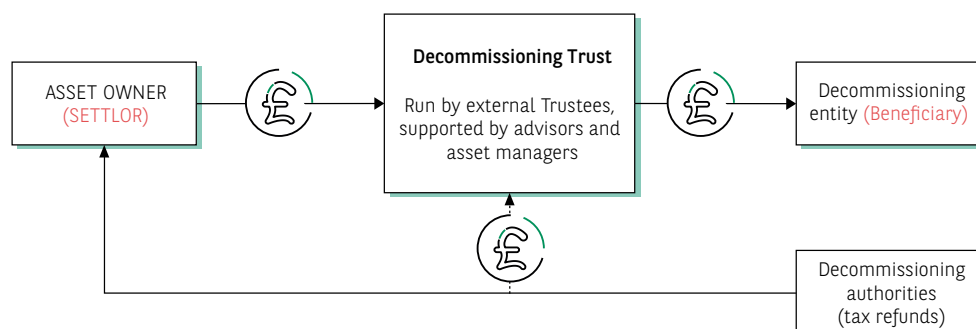 ASSET OWNER
(SETTLOR)
£
Decommissioning Trust
Run by external Trustees,
supported by advisors and
asset managers
£
Decommissioning
entity (Beneficiary)
£
Decommissioning
authorities
(tax refunds)